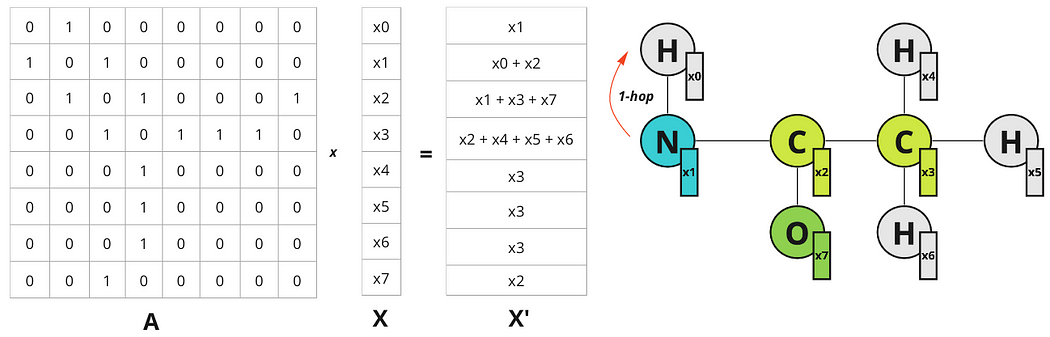 0 1 0 0 0 0 0 0
1 0 1 0 0 0 0 0
0 1 0 1 0 0 0 1
0 0 1 0 1 1 1 0
0 0 0 1 0 0 0 0
0 0 0 1 0 0 0 0
0 0 0 1 0 0 0 0
0 0 1 0 0 0 0 0
A
x
x0
x1
x2
x3
x4
x5
x6
x7
X
=
x1
x0 + x2
x1 + x3 + x7
x2 + x4 + x5 + x6
x3
x3
x3
x2
X'
H x0
H x4
1-hop
N x1
C x2
C x3
H x5
O x7
H x6